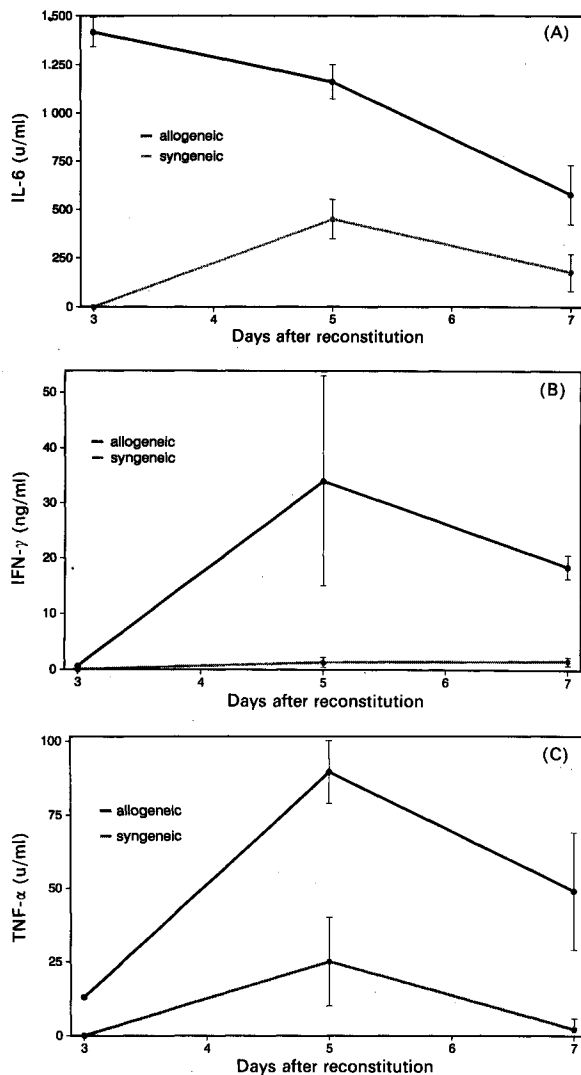 (A)
1,500
1.250
1 000
750
500
250
0
IL-6 (u/ml)
allogeneic
syngeneic
3 4 5 6 7
Days after reconstitution
(B)
50
40
30
20
10
0
IFN-γ (ng/ml)
allogeneic
syngeneic
3 4 5 6 7
Days after reconstitution
(C)
100
75
50
25
0
TNF-α (u/ml)
allogeneic
syngeneic
3 4 5 6 7
Days after reconstitution